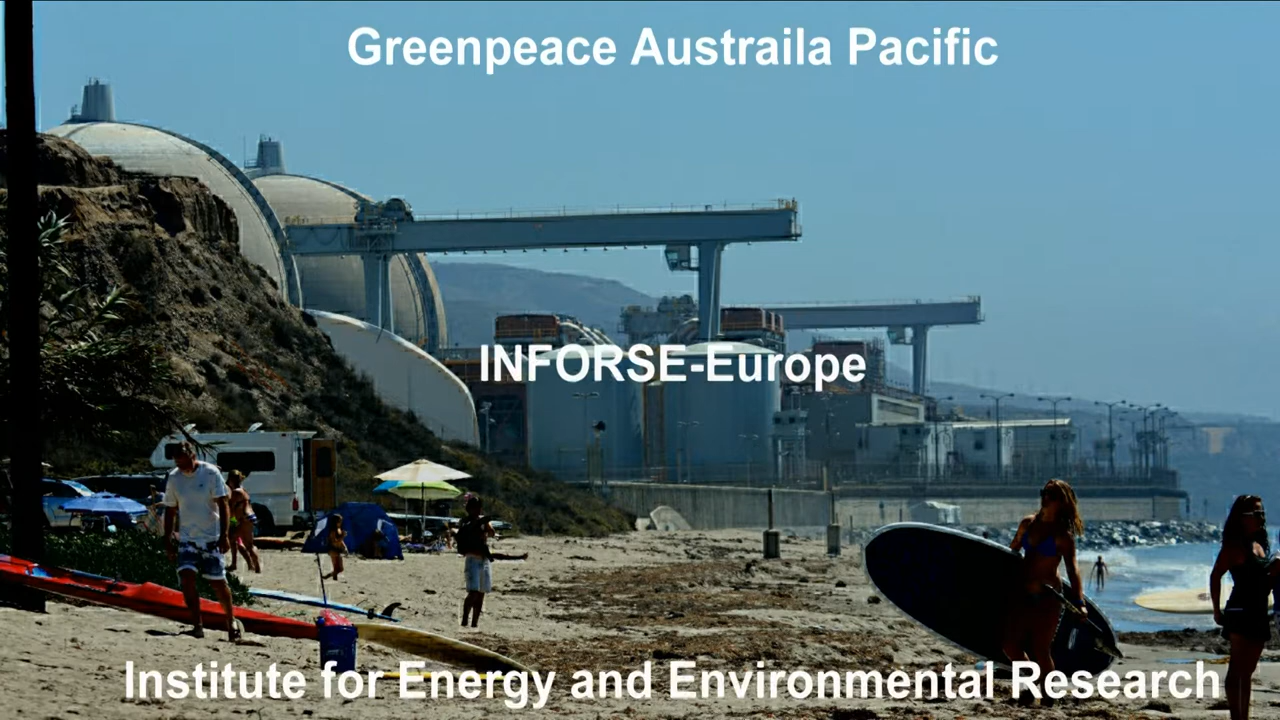 Greenpeace Austraila Pacific
INFORSE-Europe
Institute for Energy and Environmental Research